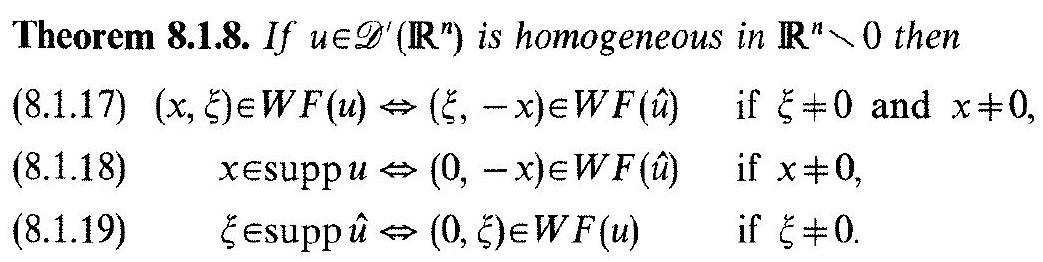 Theorem 8.1.8. If u∈𝒟′(ℝⁿ) is homogeneous in ℝⁿ∖0 then
(8.1.17) (x, ξ)∈WF(u) ⇔ (ξ, −x)∈WF(û) if ξ≠0 and x≠0,
(8.1.18) x∈supp u ⇔ (0, −x)∈WF(û) if x≠0,
(8.1.19) ξ∈supp û ⇔ (0, ξ)∈WF(u) if ξ≠0.